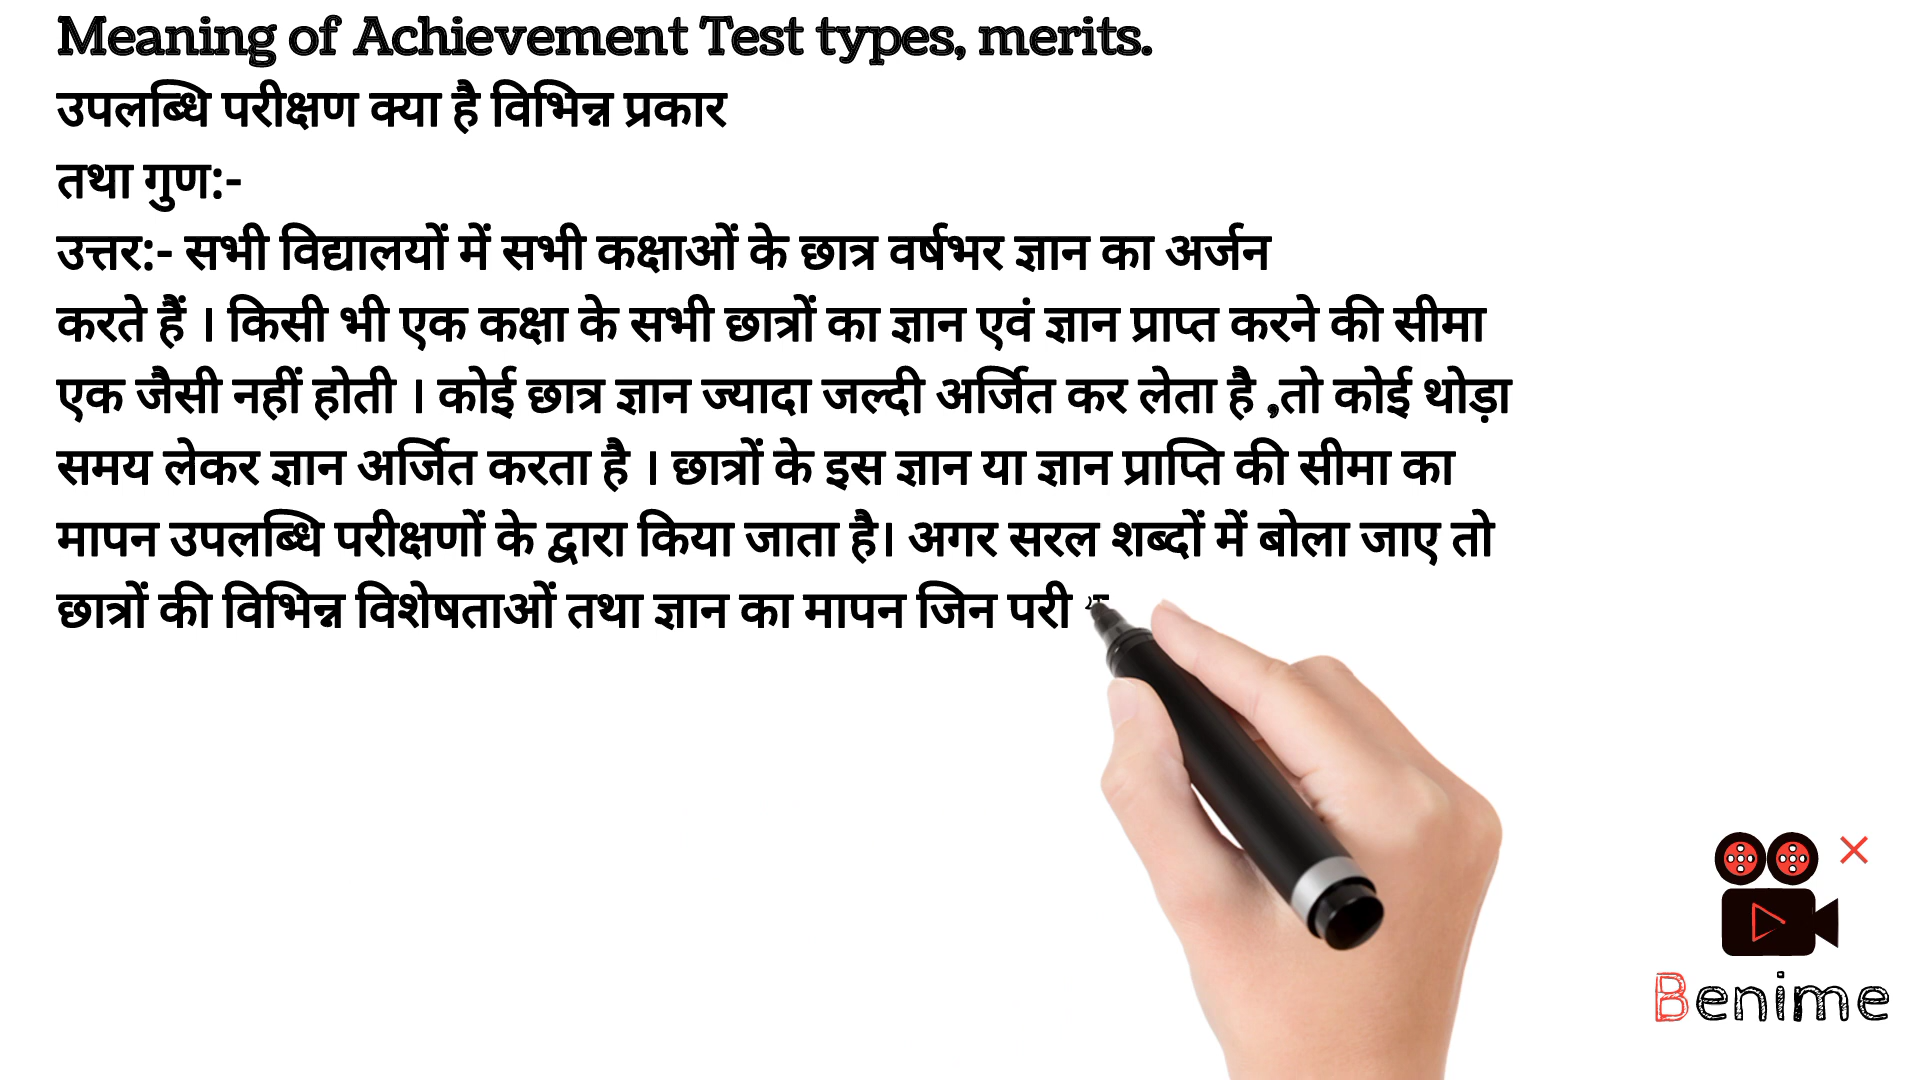 Meaning of Achievement Test types, merits.
उपलब्धि परीक्षण क्या है विभिन्न प्रकार
तथा गुण:-
उत्तर:- सभी विद्यालयों में सभी कक्षाओं के छात्र वर्षभर ज्ञान का अर्जन
करते हैं । किसी भी एक कक्षा के सभी छात्रों का ज्ञान एवं ज्ञान प्राप्त करने की सीमा
एक जैसी नहीं होती । कोई छात्र ज्ञान ज्यादा जल्दी अर्जित कर लेता है ,तो कोई थोड़ा
समय लेकर ज्ञान अर्जित करता है । छात्रों के इस ज्ञान या ज्ञान प्राप्ति की सीमा का
मापन उपलब्धि परीक्षणों के द्वारा किया जाता है। अगर सरल शब्दों में बोला जाए तो
छात्रों की विभिन्न विशेषताओं तथा ज्ञान का मापन जिन परी
Benime